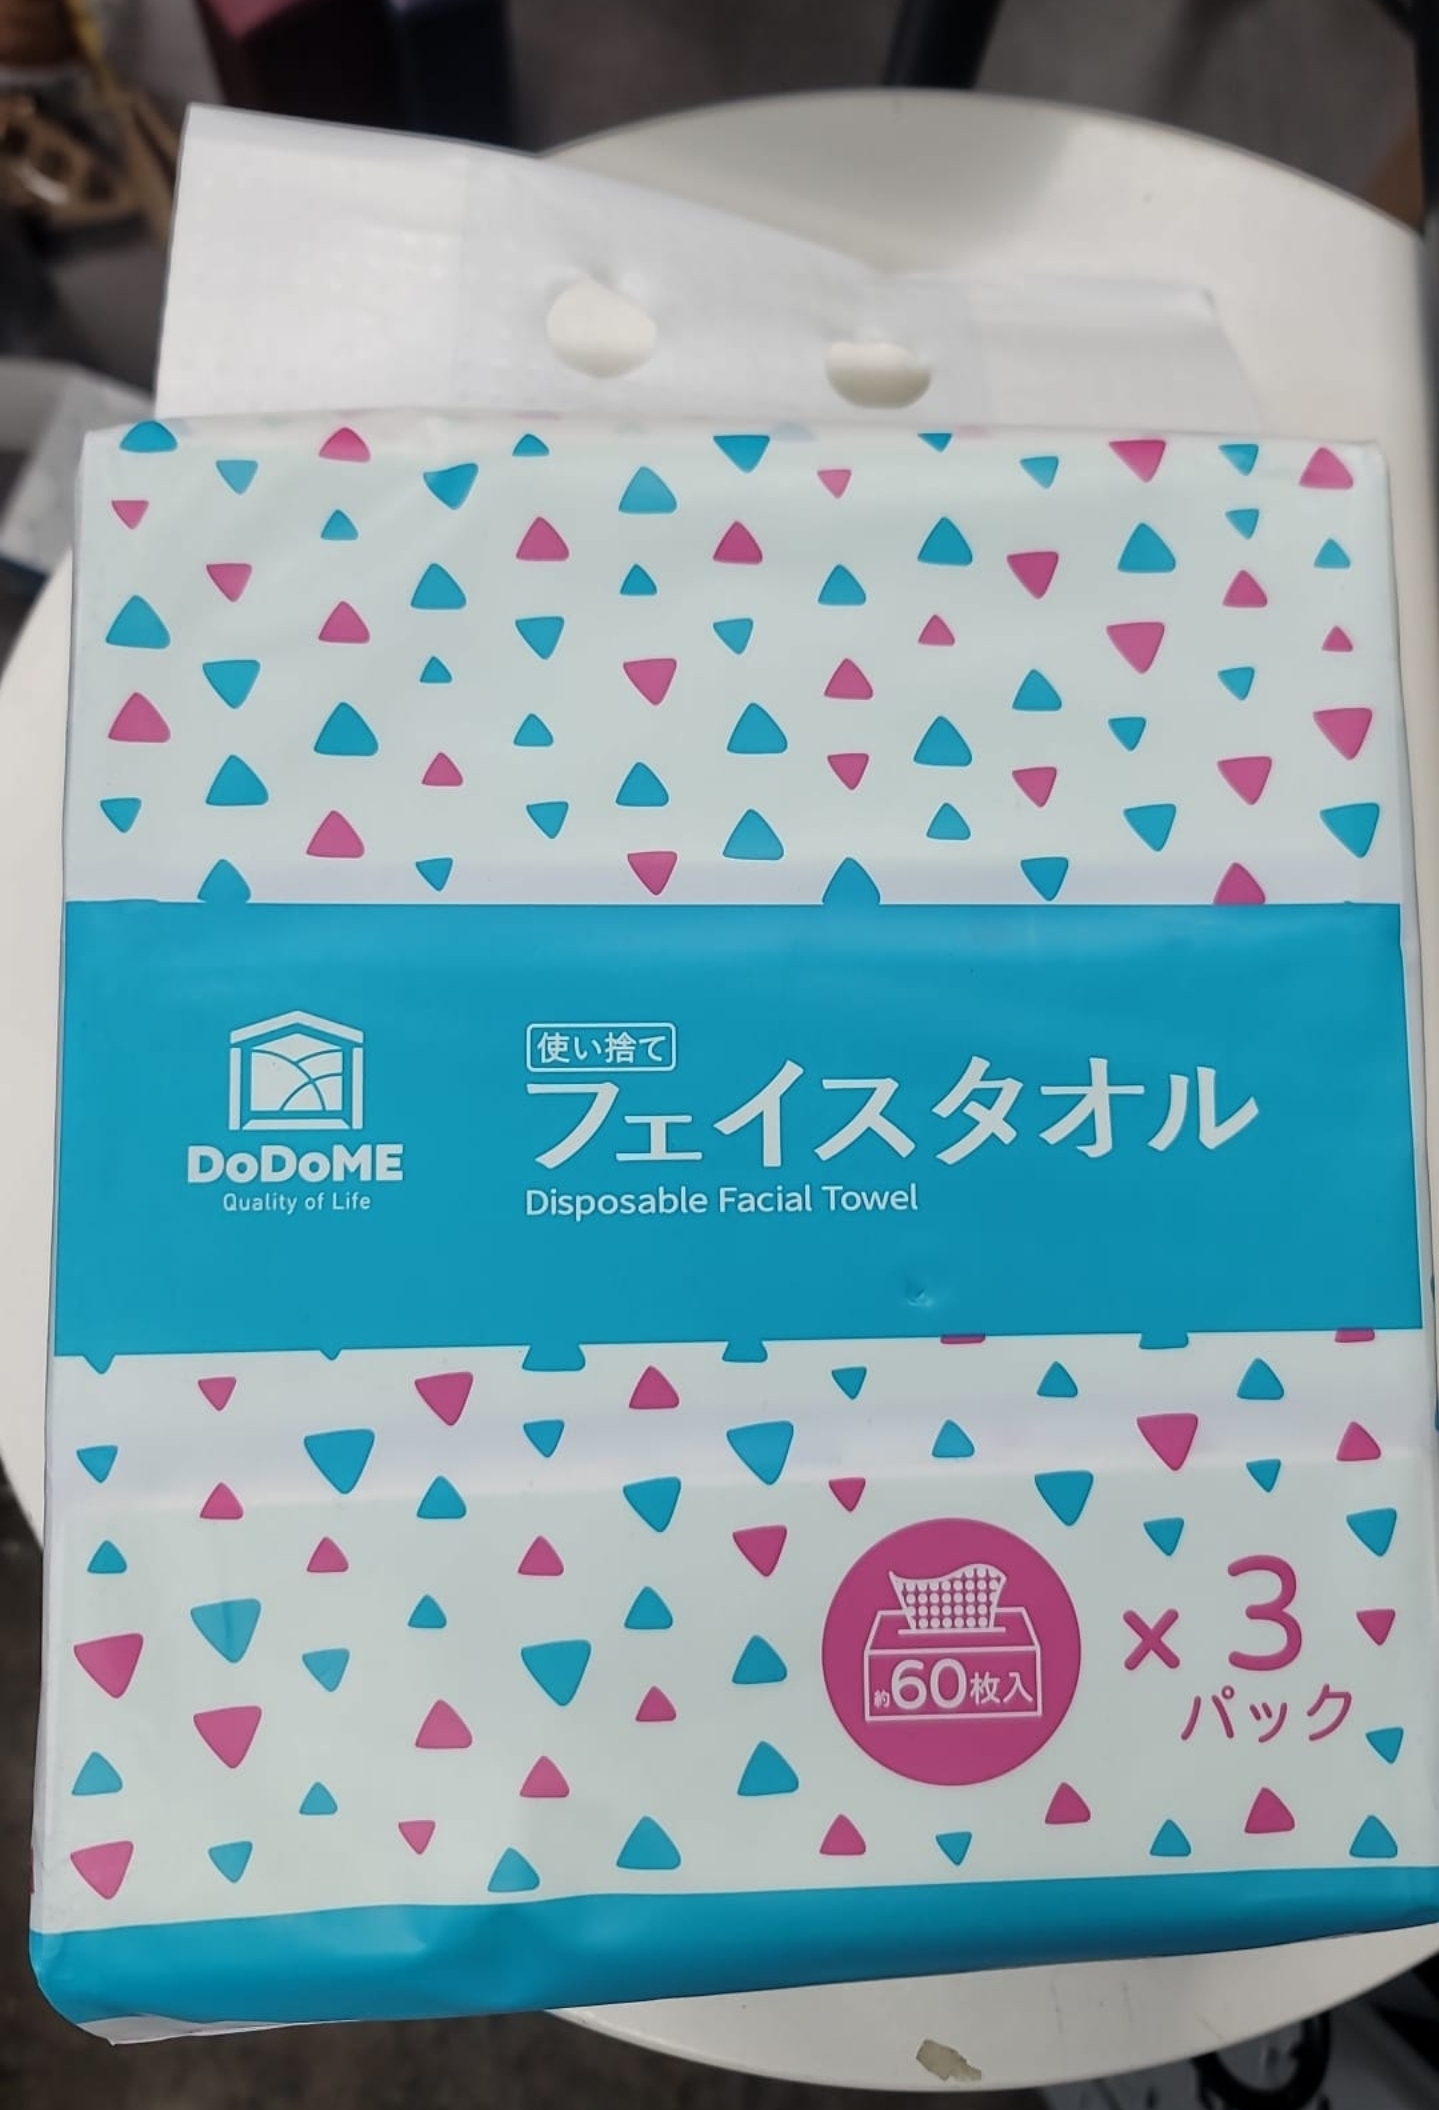 DoDoME
Quality of Life
使い捨て
フェイスタオル
Disposable Facial Towel
約60枚入
× 3
パック